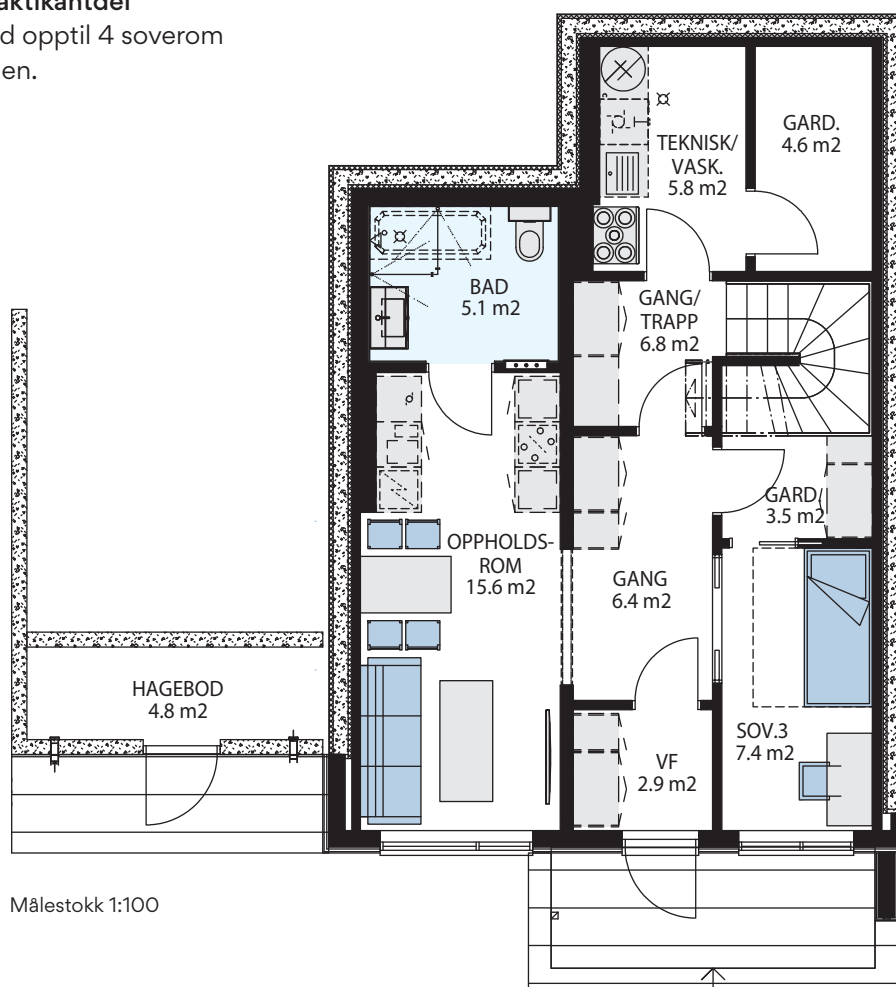 d opptil 4 soverom
en.
GARD.
4.6 m2
TEKNISK/
VASK.
5.8 m2
BAD
5.1 m2
GANG/
TRAPP
6.8 m2
GARD.
3.5 m2
OPPHOLDS-
ROM
15.6 m2
GANG
6.4 m2
HAGEBOD
4.8 m2
SOV.3
7.4 m2
VF
2.9 m2
Målestokk 1:100